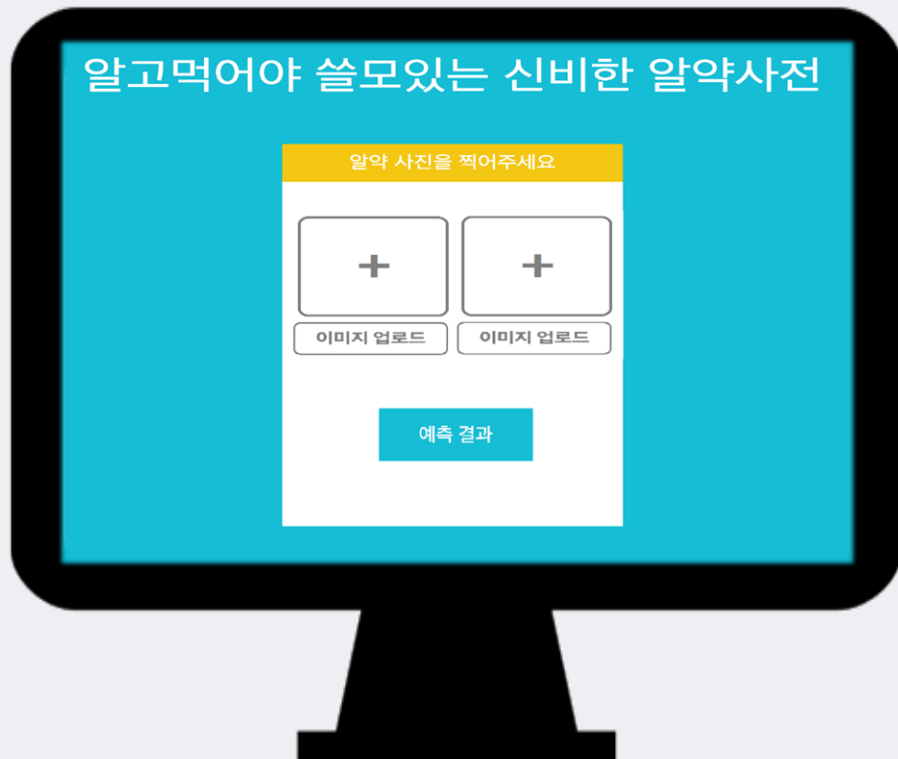 알고먹어야 쓸모있는 신비한 알약사전
알약 사진을 찍어주세요
+ +
이미지 업로드 이미지 업로드
예측 결과